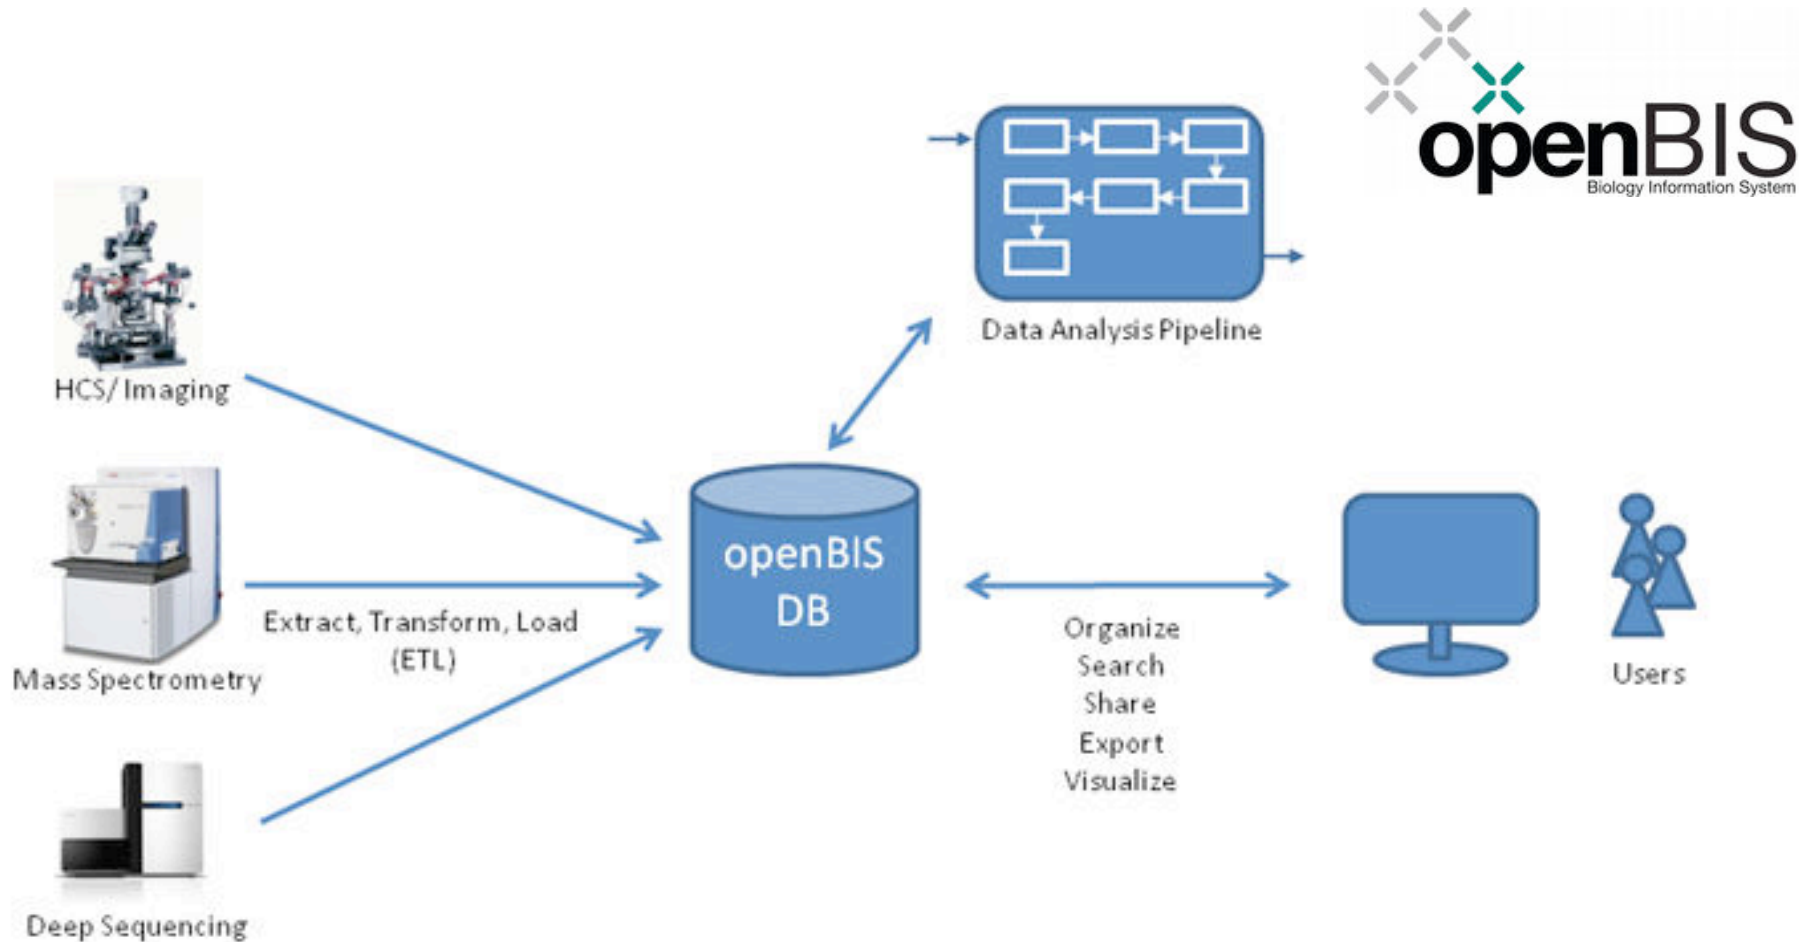 openBIS
Biology Information System
Data Analysis Pipeline
HCS/ Imaging
openBIS
DB
Extract, Transform, Load
(ETL)
Mass Spectrometry
Organize
Search
Share
Export
Visualize
Users
Deep Sequencing